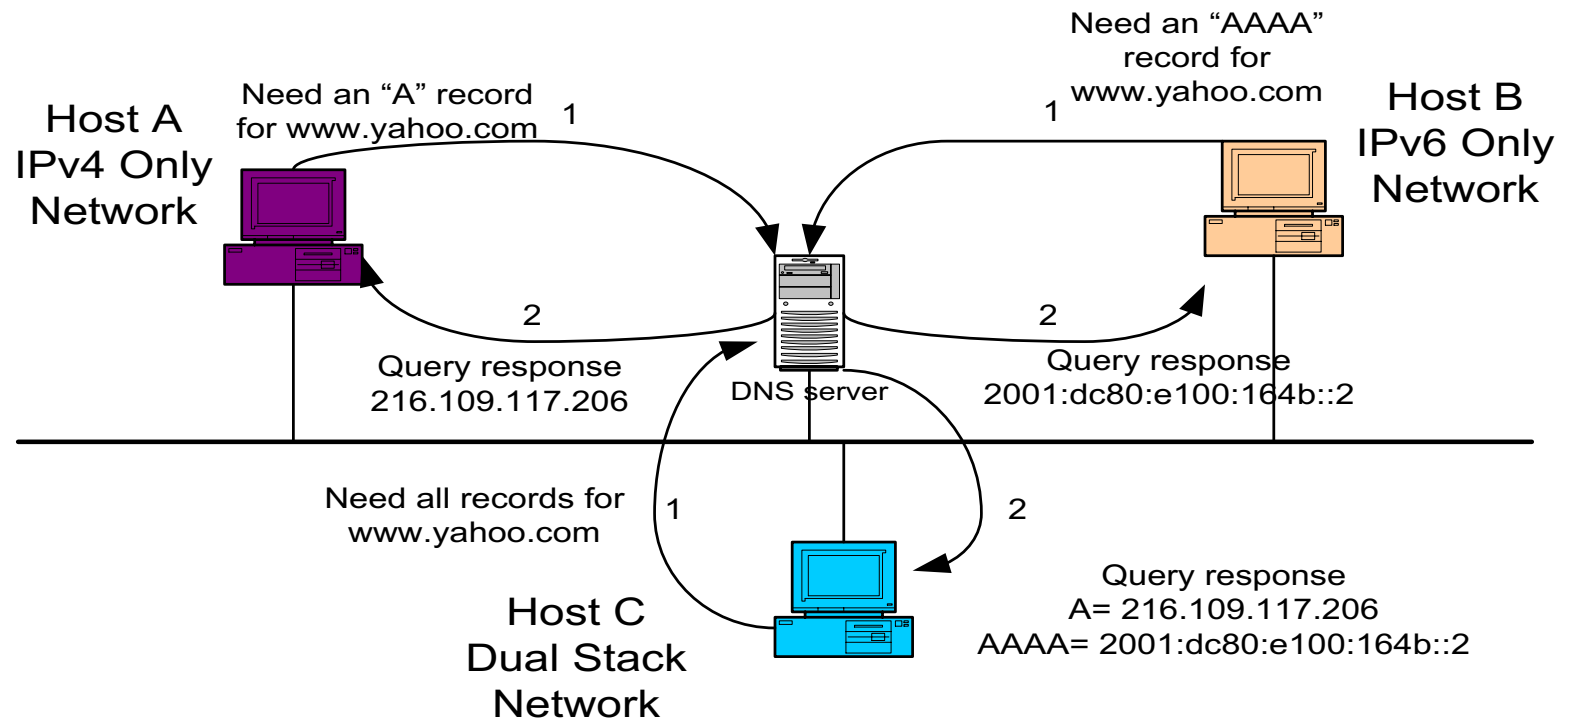 Need an “AAAA”
record for
www.yahoo.com
Need an “A” record
for www.yahoo.com
1
1
Host A
IPv4 Only
Network
Host B
IPv6 Only
Network
2
2
Query response
216.109.117.206
DNS server
Query response
2001:dc80:e100:164b::2
Need all records for
www.yahoo.com
1
2
Host C
Dual Stack
Network
Query response
A= 216.109.117.206
AAAA= 2001:dc80:e100:164b::2